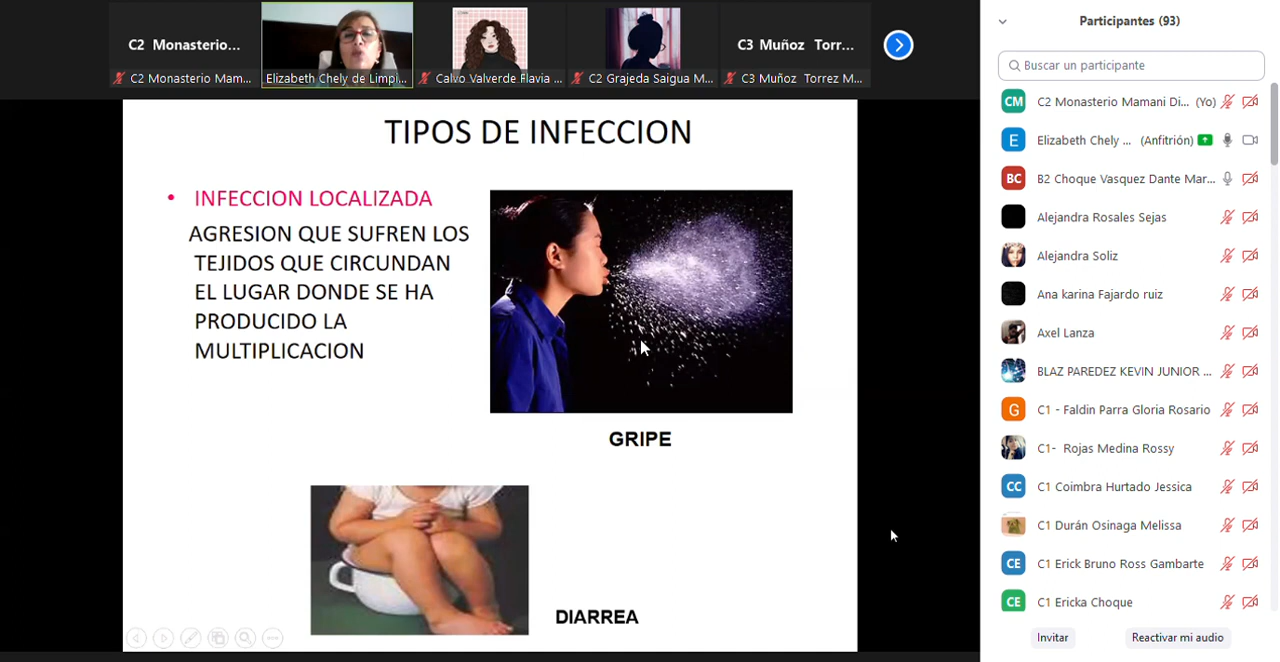 C2 Monasterio...
C2 Monasterio Mam...
Elizabeth Chely de Limpi...
Calvo Valverde Flavia ...
C2 Grajeda Saigua M...
C3 Muñoz Torr...
C3 Muñoz Torrez M...
TIPOS DE INFECCION
• INFECCION LOCALIZADA
AGRESION QUE SUFREN LOS
TEJIDOS QUE CIRCUNDAN
EL LUGAR DONDE SE HA
PRODUCIDO LA
MULTIPLICACION
GRIPE
DIARREA
Participantes (93)
Buscar un participante
CM C2 Monasterio Mamani Di... (Yo)
E Elizabeth Chely ... (Anfitrión)
BC B2 Choque Vasquez Dante Mar...
Alejandra Rosales Sejas
Alejandra Soliz
Ana karina Fajardo ruiz
Axel Lanza
BLAZ PAREDEZ KEVIN JUNIOR ...
G C1 - Faldin Parra Gloria Rosario
C1- Rojas Medina Rossy
CC C1 Coimbra Hurtado Jessica
C1 Durán Osinaga Melissa
CE C1 Erick Bruno Ross Gambarte
CE C1 Ericka Choque
Invitar
Reactivar mi audio